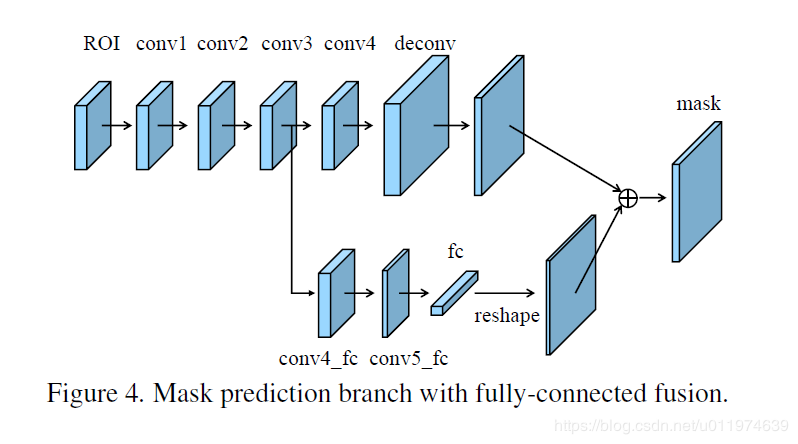 ROI conv1 conv2 conv3 conv4 deconv
mask
fc
reshape
conv4_fc conv5_fc
Figure 4. Mask prediction branch with fully-connected fusion.
https://blog.csdn.net/u011974639